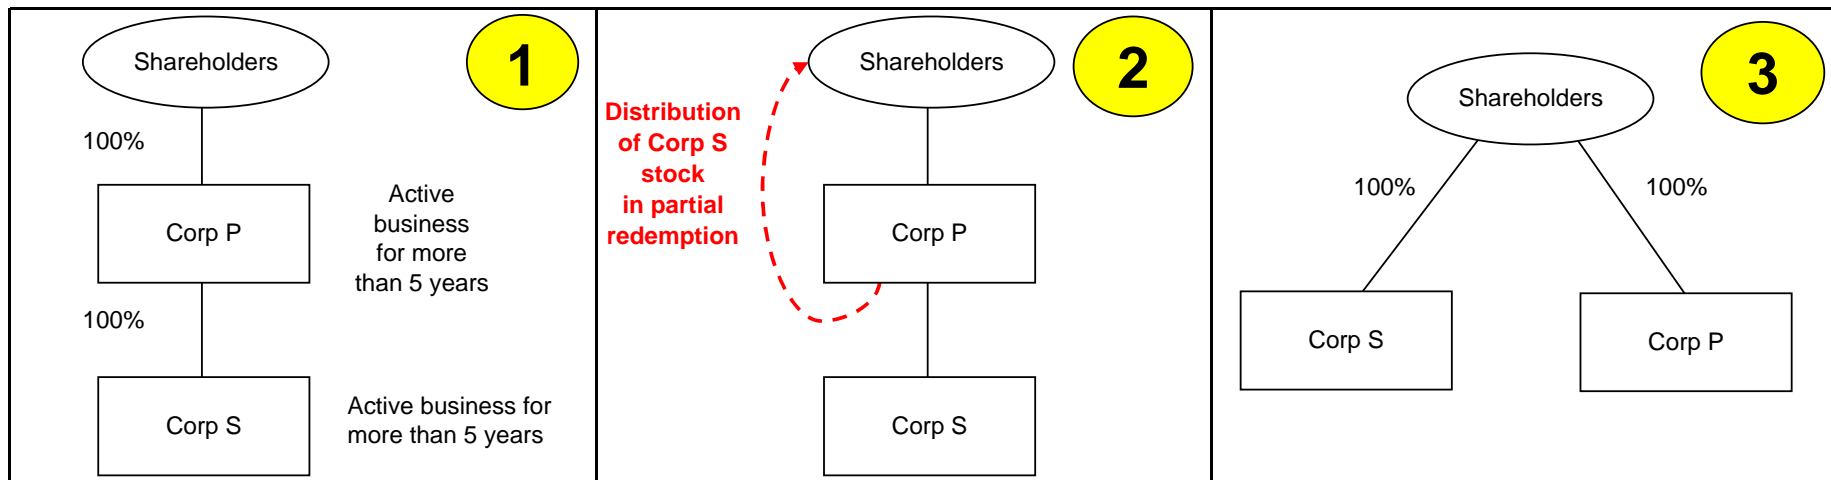 Shareholders
1
100%
Corp P
Active
business
for more
than 5 years
100%
Corp S
Active business for
more than 5 years
Shareholders
2
Distribution
of Corp S
stock
in partial
redemption
Corp P
Corp S
Shareholders
3
100%
100%
Corp S
Corp P